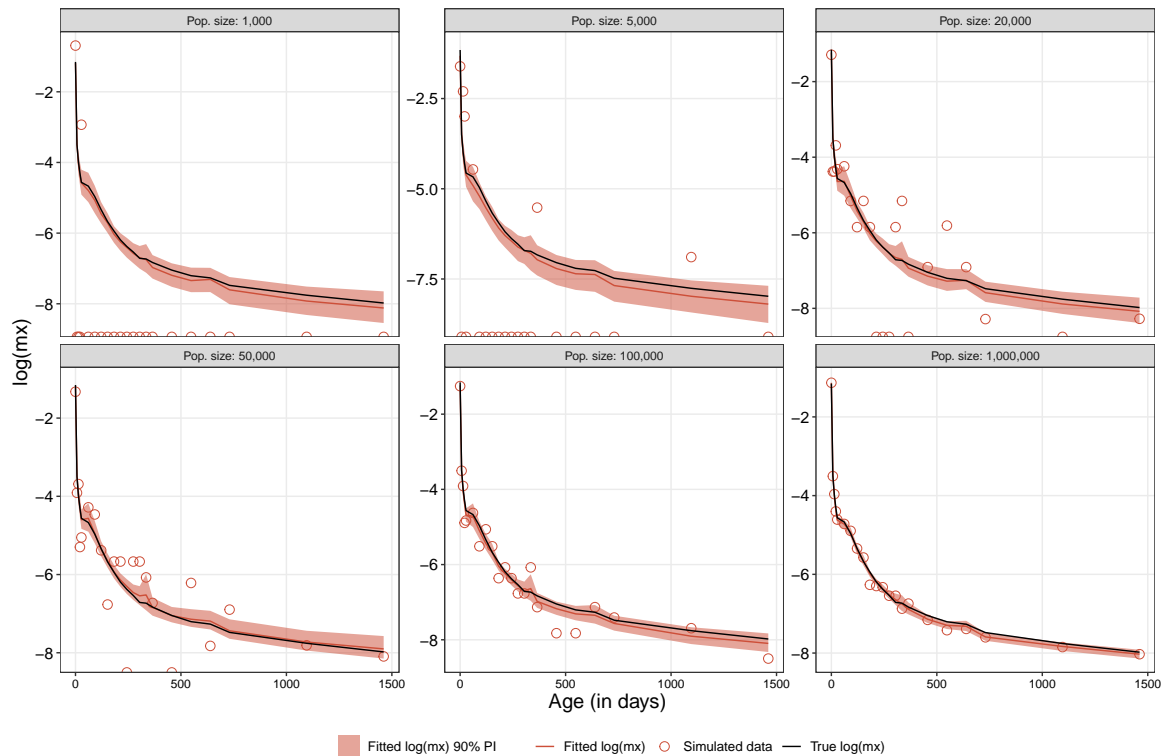 Pop. size: 1,000
Pop. size: 5,000
Pop. size: 20,000
−2
−4
−6
−8
−2.5
−5.0
−7.5
−2
−4
−6
−8
log(mx)
Pop. size: 50,000
Pop. size: 100,000
Pop. size: 1,000,000
−2
−4
−6
−8
−2
−4
−6
−8
−2
−4
−6
−8
0 500 1000 1500
0 500 1000 1500
0 500 1000 1500
Age (in days)
Fitted log(mx) 90% PI Fitted log(mx) Simulated data True log(mx)